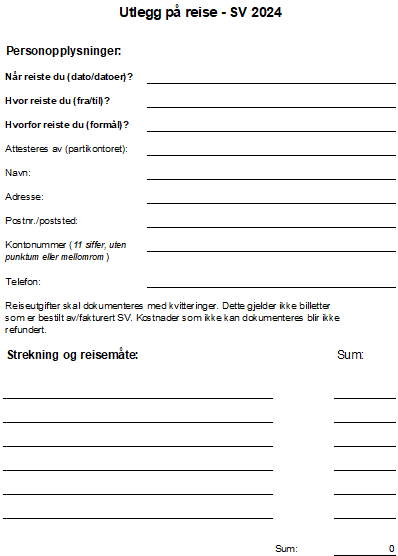 Utlegg på reise - SV 2024
Personopplysninger:
Når reiste du (dato/datoer)?
Hvor reiste du (fra/til)?
Hvorfor reiste du (formål)?
Attesteres av (partikontoret):
Navn:
Adresse:
Postnr./poststed:
Kontonummer (11 siffer, uten
punktum eller mellomrom)
Telefon:
Reiseutgifter skal dokumenteres med kvitteringer. Dette gjelder ikke billetter
som er bestilt av/fakturert SV. Kostnader som ikke kan dokumenteres blir ikke
refundert.
Strekning og reisemåte: Sum:
Sum: 0